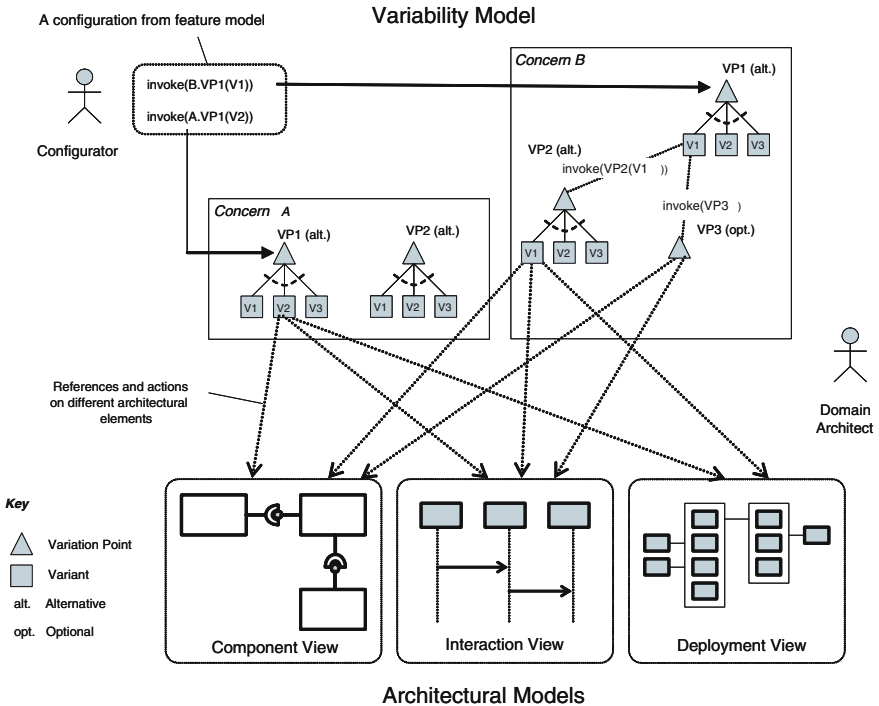 Variability Model
A configuration from feature model
invoke(B.VP1(V1))
invoke(A.VP1(V2))
Configurator
Concern B
VP1 (alt.)
V1 V2 V3
VP2 (alt.)
invoke(VP2(V1 ))
invoke(VP3 )
VP3 (opt.)
V1 V2 V3
Concern A
VP1 (alt.)
VP2 (alt.)
V1 V2 V3
V1 V2 V3
References and actions
on different architectural
elements
Domain
Architect
Key
Variation Point
Variant
alt. Alternative
opt. Optional
Component View
Interaction View
Deployment View
Architectural Models